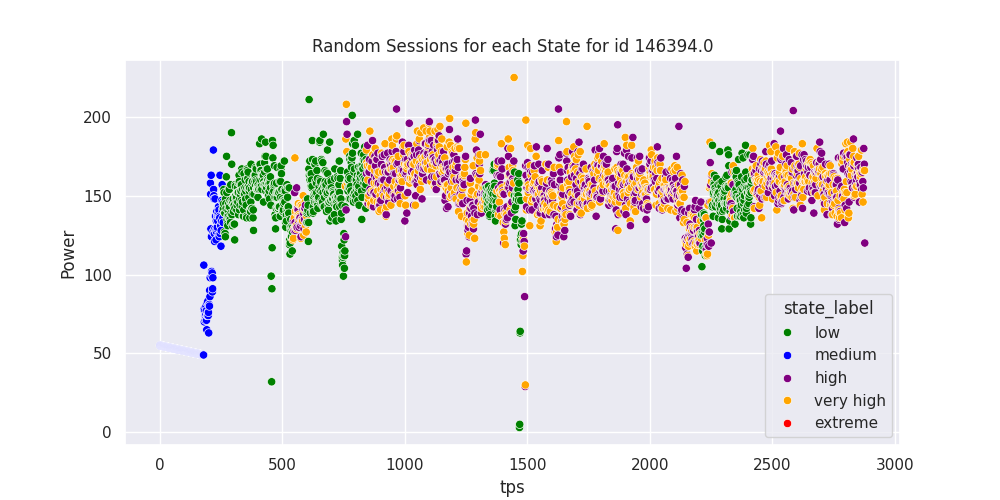 Random Sessions for each State for id 146394.0
Power
200
150
100
50
0
0 500 1000 1500 2000 2500 3000
tps
state_label
low
medium
high
very high
extreme